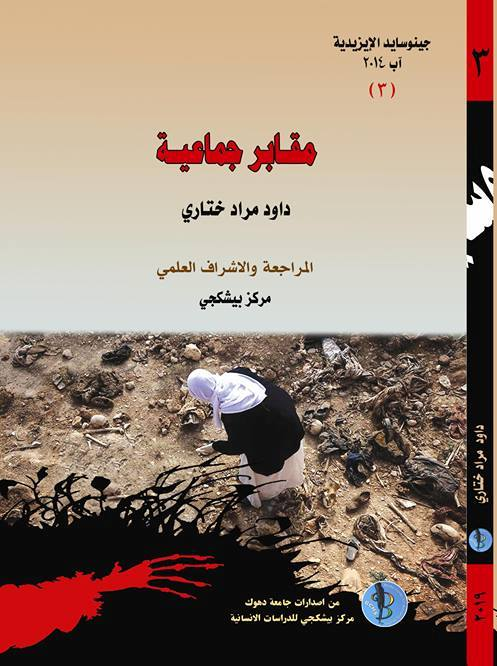 جينوسايد الإيزيدية
آب ٢٠١٤
(٣)
مقابر جماعية
داود مراد ختاري
المراجعة والاشراف العلمي
مركز بيشكجي
من اصدارات جامعة دهوك
مركز بيشكجي للدراسات الانسانية
٣
داود مراد ختاري
٢٠١٩